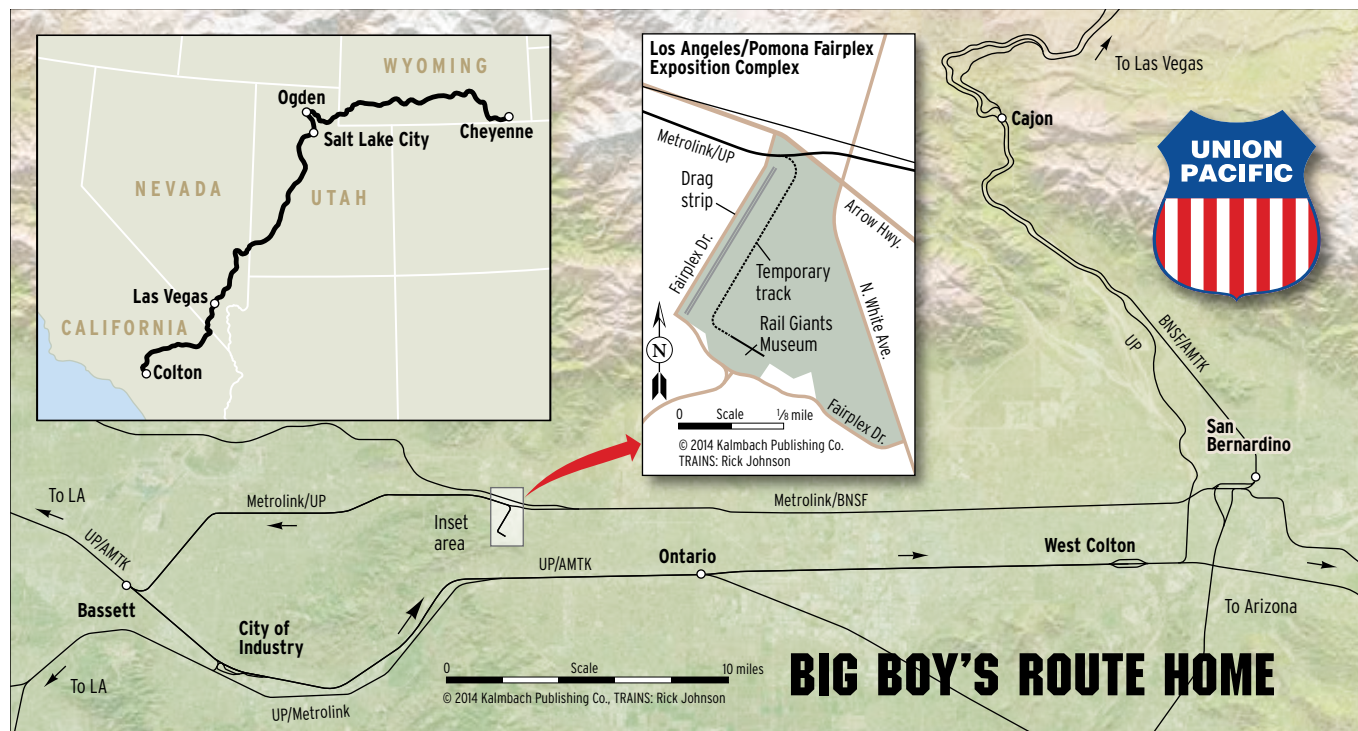 WYOMING
Ogden
Salt Lake City
Cheyenne
NEVADA
UTAH
Las Vegas
CALIFORNIA
Colton
Los Angeles/Pomona Fairplex
Exposition Complex
Metrolink/UP
Drag
strip
Arrow Hwy.
Fairplex Dr.
Temporary
track
N. White Ave.
Rail Giants
Museum
N
Fairplex Dr.
0 Scale 1/8 mile
© 2014 Kalmbach Publishing Co.
TRAINS: Rick Johnson
To Las Vegas
Cajon
UNION
PACIFIC
UP
BNSF/AMTK
San
Bernardino
To LA
Metrolink/UP
Inset
area
Metrolink/BNSF
UP/AMTK
UP/AMTK
Ontario
West Colton
Bassett
City of
Industry
To Arizona
To LA
UP/Metrolink
0 Scale 10 miles
© 2014 Kalmbach Publishing Co., TRAINS: Rick Johnson
BIG BOY'S ROUTE HOME